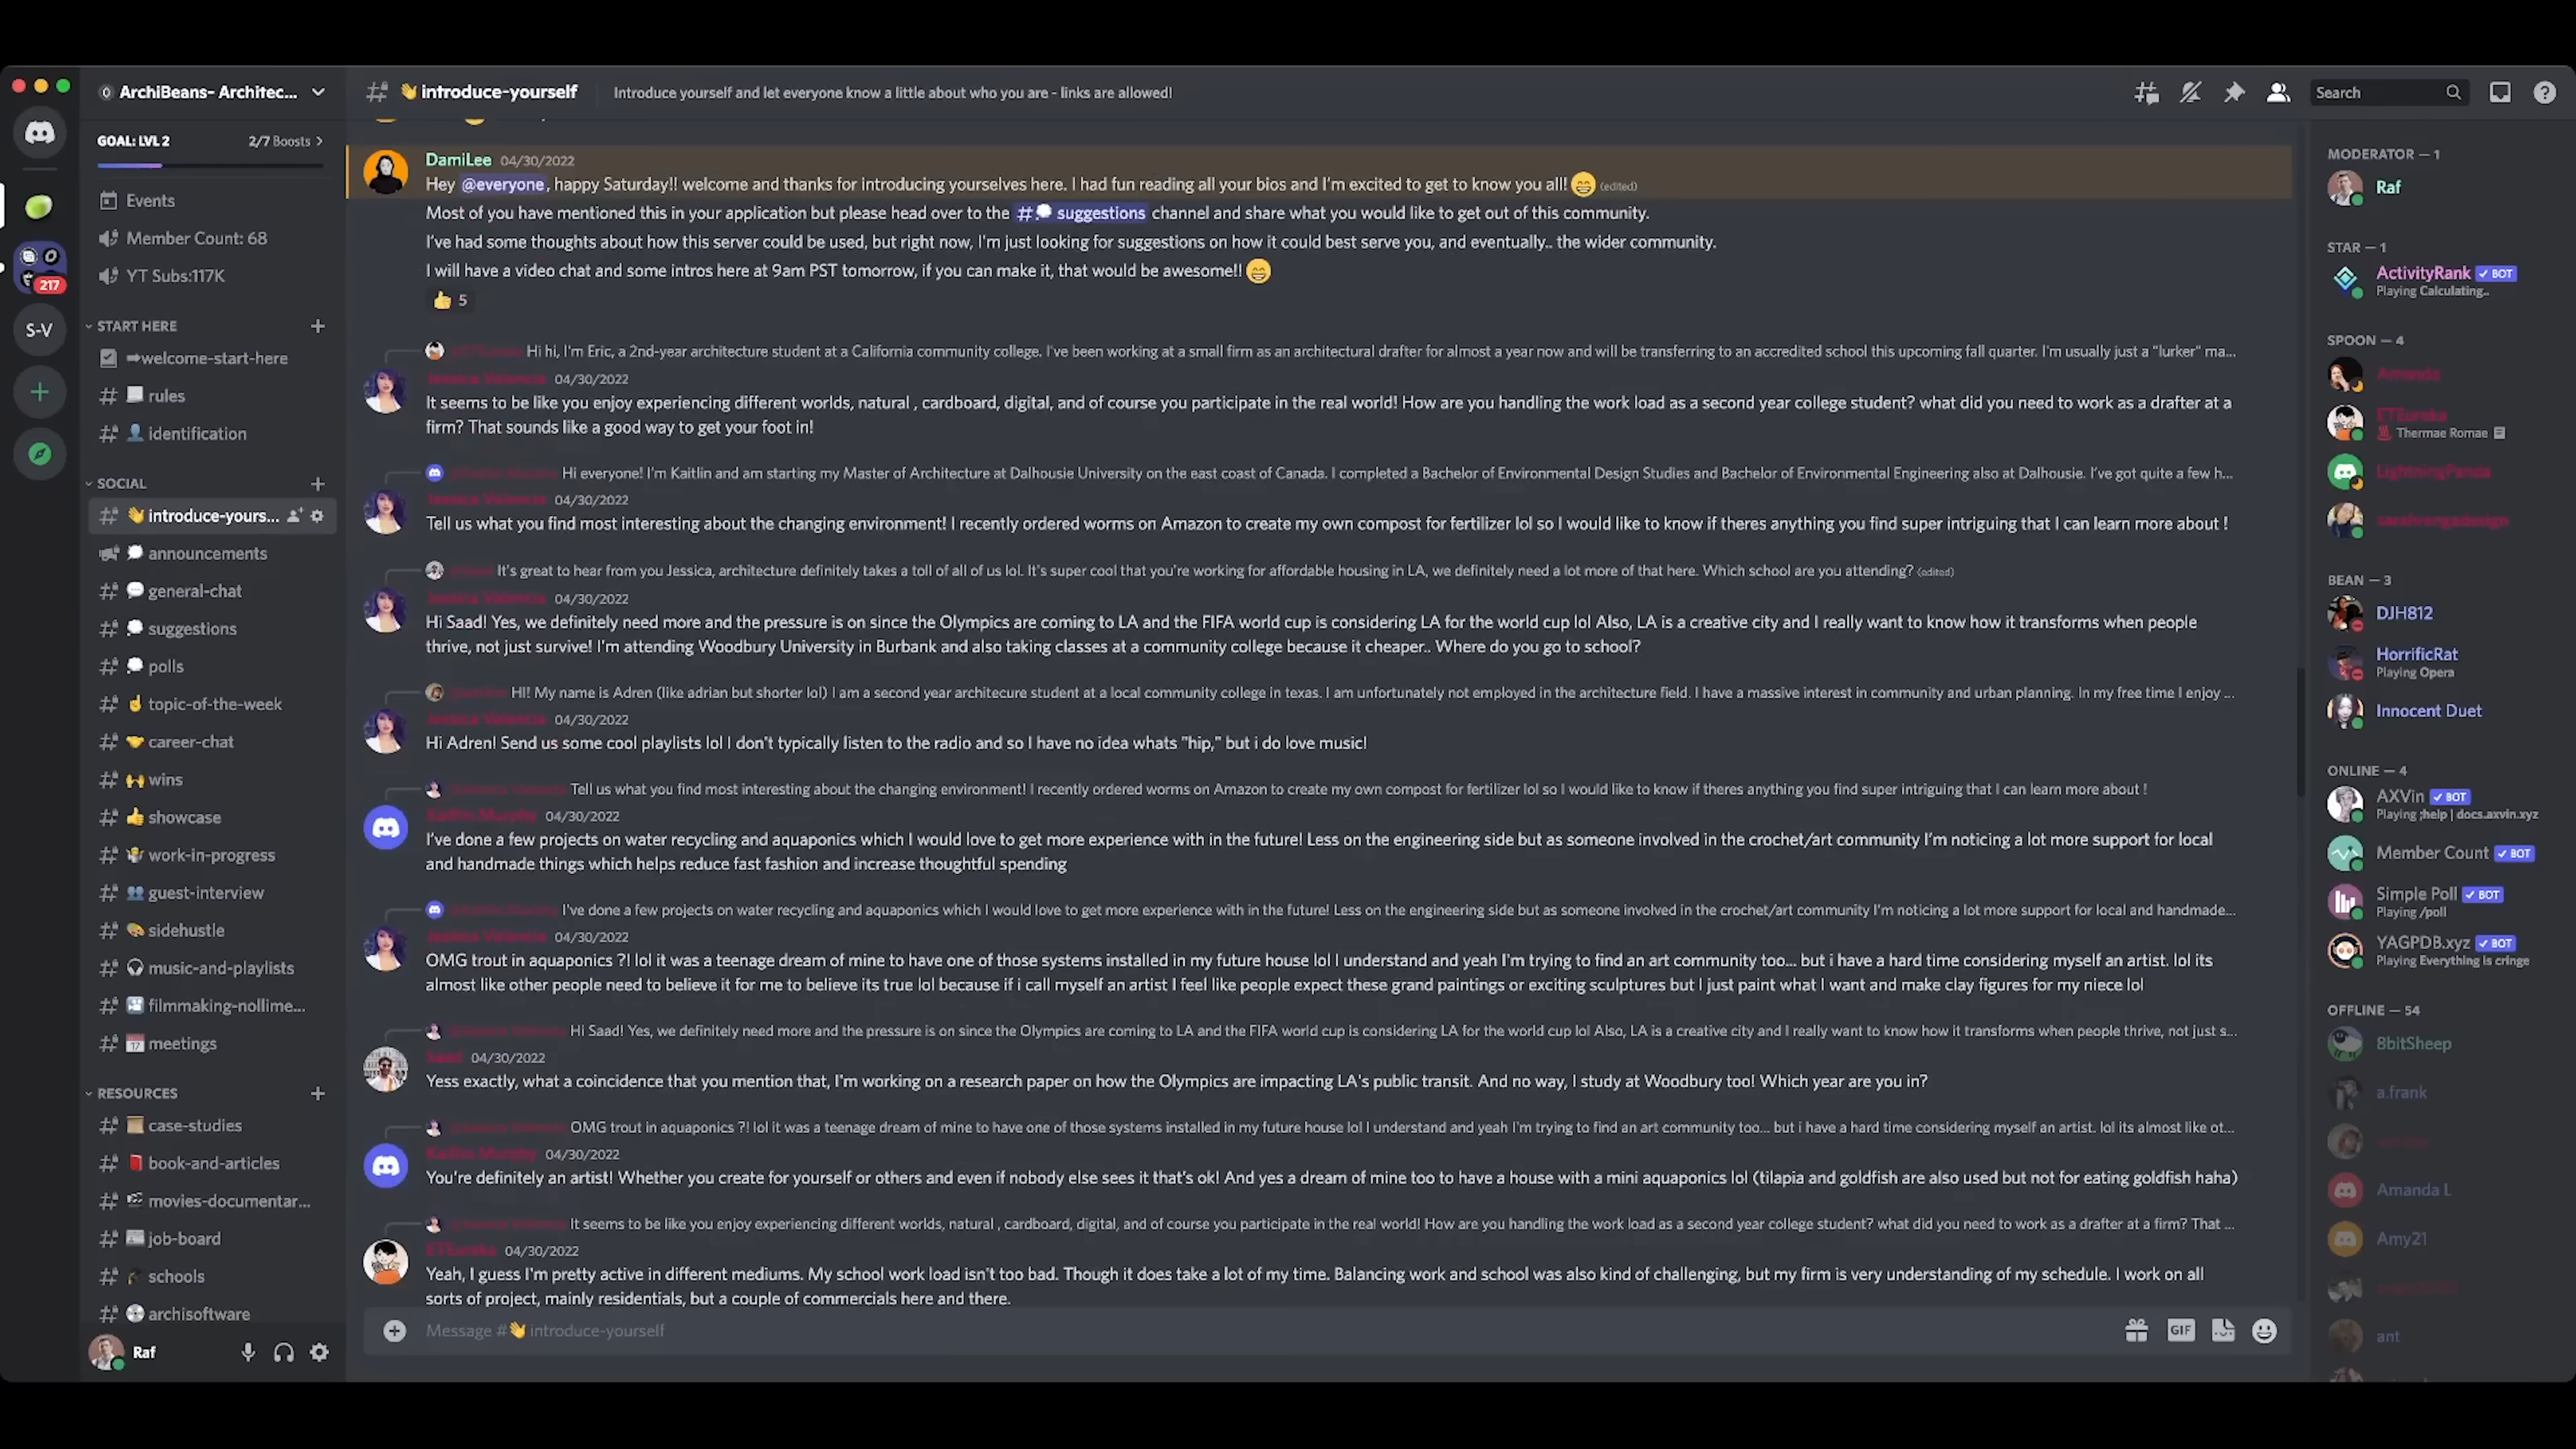 ArchiBeans- Architec...
GOAL: LVL 2
2/7 Boosts
Events
Member Count: 68
YT Subs:117K
217
S-V
START HERE
➡welcome-start-here
rules
identification
SOCIAL
introduce-yours...
announcements
general-chat
suggestions
polls
topic-of-the-week
career-chat
wins
showcase
work-in-progress
guest-interview
sidehustle
music-and-playlists
filmmaking-nollime...
meetings
RESOURCES
case-studies
book-and-articles
movies-documentar...
job-board
schools
archisoftware
Raf
introduce-yourself
Introduce yourself and let everyone know a little about who you are - links are allowed!
Search
DamiLee 04/30/2022
Hey @everyone, happy Saturday!! welcome and thanks for introducing yourselves here. I had fun reading all your bios and I'm excited to get to know you all! 😁 (edited)
Most of you have mentioned this in your application but please head over to the # suggestions channel and share what you would like to get out of this community.
I've had some thoughts about how this server could be used, but right now, I'm just looking for suggestions on how it could best serve you, and eventually.. the wider community.
I will have a video chat and some intros here at 9am PST tomorrow, if you can make it, that would be awesome!! 😁
👍 5
Hi hi, I'm Eric, a 2nd-year architecture student at a California community college. I've been working at a small firm as an architectural drafter for almost a year now and will be transferring to an accredited school this upcoming fall quarter. I'm usually just a "lurker" ma...
04/30/2022
It seems to be like you enjoy experiencing different worlds, natural , cardboard, digital, and of course you participate in the real world! How are you handling the work load as a second year college student? what did you need to work as a drafter at a
firm? That sounds like a good way to get your foot in!
Hi everyone! I'm Kaitlin and am starting my Master of Architecture at Dalhousie University on the east coast of Canada. I completed a Bachelor of Environmental Design Studies and Bachelor of Environmental Engineering also at Dalhousie. I've got quite a few h...
04/30/2022
Tell us what you find most interesting about the changing environment! I recently ordered worms on Amazon to create my own compost for fertilizer lol so I would like to know if theres anything you find super intriguing that I can learn more about !
It's great to hear from you Jessica, architecture definitely takes a toll of all of us lol. It's super cool that you're working for affordable housing in LA, we definitely need a lot more of that here. Which school are you attending? (edited)
04/30/2022
Hi Saad! Yes, we definitely need more and the pressure is on since the Olympics are coming to LA and the FIFA world cup is considering LA for the world cup lol Also, LA is a creative city and I really want to know how it transforms when people
thrive, not just survive! I'm attending Woodbury University in Burbank and also taking classes at a community college because it cheaper.. Where do you go to school?
HI! My name is Adren (like adrian but shorter lol) I am a second year architecure student at a local community college in texas. I am unfortunately not employed in the architecture field. I have a massive interest in community and urban planning. In my free time I enjoy ...
04/30/2022
Hi Adren! Send us some cool playlists lol I don't typically listen to the radio and so I have no idea whats "hip," but i do love music!
Tell us what you find most interesting about the changing environment! I recently ordered worms on Amazon to create my own compost for fertilizer lol so I would like to know if theres anything you find super intriguing that I can learn more about !
04/30/2022
I've done a few projects on water recycling and aquaponics which I would love to get more experience with in the future! Less on the engineering side but as someone involved in the crochet/art community I'm noticing a lot more support for local
and handmade things which helps reduce fast fashion and increase thoughtful spending
I've done a few projects on water recycling and aquaponics which I would love to get more experience with in the future! Less on the engineering side but as someone involved in the crochet/art community I'm noticing a lot more support for local and handmade...
04/30/2022
OMG trout in aquaponics ?! lol it was a teenage dream of mine to have one of those systems installed in my future house lol I understand and yeah I'm trying to find an art community too... but i have a hard time considering myself an artist. lol its
almost like other people need to believe it for me to believe its true lol because if i call myself an artist I feel like people expect these grand paintings or exciting sculptures but I just paint what I want and make clay figures for my niece lol
Hi Saad! Yes, we definitely need more and the pressure is on since the Olympics are coming to LA and the FIFA world cup is considering LA for the world cup lol Also, LA is a creative city and I really want to know how it transforms when people thrive, not just s...
04/30/2022
Yess exactly, what a coincidence that you mention that, I'm working on a research paper on how the Olympics are impacting LA's public transit. And no way, I study at Woodbury too! Which year are you in?
OMG trout in aquaponics ?! lol it was a teenage dream of mine to have one of those systems installed in my future house lol I understand and yeah I'm trying to find an art community too... but i have a hard time considering myself an artist. lol its almost like ot...
04/30/2022
You're definitely an artist! Whether you create for yourself or others and even if nobody else sees it that's ok! And yes a dream of mine too to have a house with a mini aquaponics lol (tilapia and goldfish are also used but not for eating goldfish haha)
It seems to be like you enjoy experiencing different worlds, natural , cardboard, digital, and of course you participate in the real world! How are you handling the work load as a second year college student? what did you need to work as a drafter at a firm? That ...
04/30/2022
Yeah, I guess I'm pretty active in different mediums. My school work load isn't too bad. Though it does take a lot of my time. Balancing work and school was also kind of challenging, but my firm is very understanding of my schedule. I work on all
sorts of project, mainly residentials, but a couple of commercials here and there.
Message #👋 introduce-yourself
GIF
MODERATOR — 1
Raf
STAR — 1
ActivityRank ✓ BOT
Playing Calculating..
SPOON — 4
Thermae Romae
BEAN — 3
DJH812
HorrificRat
Playing Opera
Innocent Duet
ONLINE — 4
AXVin ✓ BOT
Playing ;help | docs.axvin.xyz
Member Count ✓ BOT
Simple Poll ✓ BOT
Playing /poll
YAGPDB.xyz ✓ BOT
Playing Everything is cringe
OFFLINE — 54
8bitSheep
a.frank
Amanda L
Amy21
ant